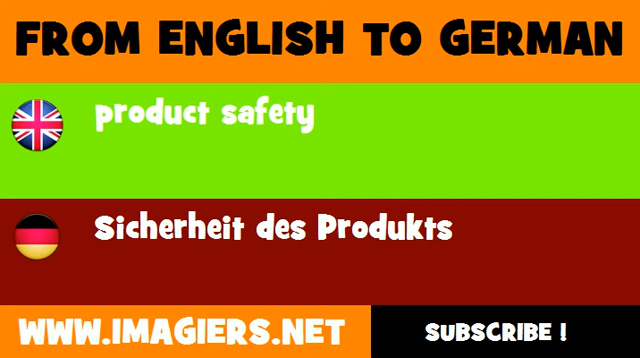 FROM ENGLISH TO GERMAN
product safety
Sicherheit des Produkts
WWW.IMAGIERS.NET
SUBSCRIBE !